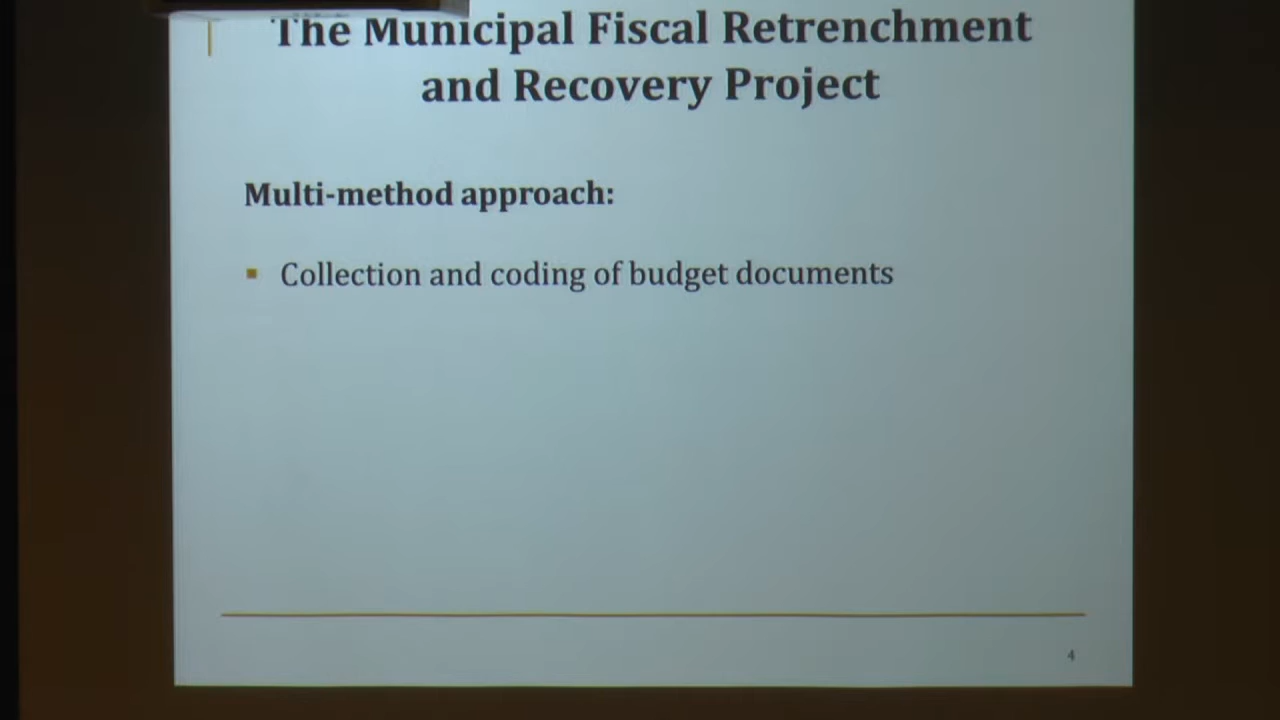 The Municipal Fiscal Retrenchment
and Recovery Project
Multi-method approach:
▪ Collection and coding of budget documents
4